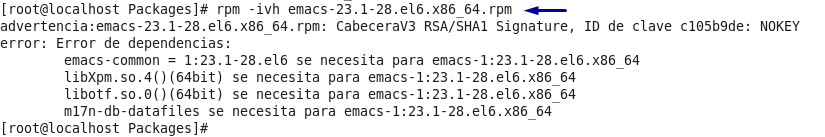 [root@localhost Packages]# rpm -ivh emacs-23.1-28.el6.x86_64.rpm
advertencia:emacs-23.1-28.el6.x86_64.rpm: CabeceraV3 RSA/SHA1 Signature, ID de clave c105b9de: NOKEY
error: Error de dependencias:
emacs-common = 1:23.1-28.el6 se necesita para emacs-1:23.1-28.el6.x86_64
libXpm.so.4()(64bit) se necesita para emacs-1:23.1-28.el6.x86_64
libotf.so.0()(64bit) se necesita para emacs-1:23.1-28.el6.x86_64
m17n-db-datafiles se necesita para emacs-1:23.1-28.el6.x86_64
[root@localhost Packages]#